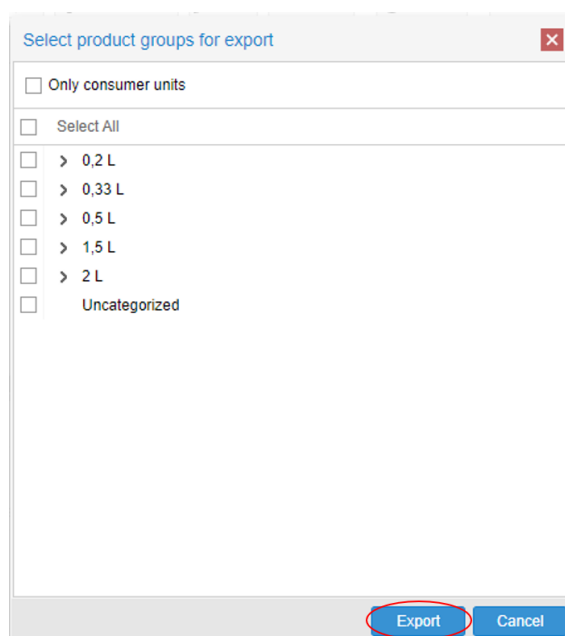 Select product groups for export
Only consumer units
Select All
0,2 L
0,33 L
0,5 L
1,5 L
2 L
Uncategorized
Export Cancel